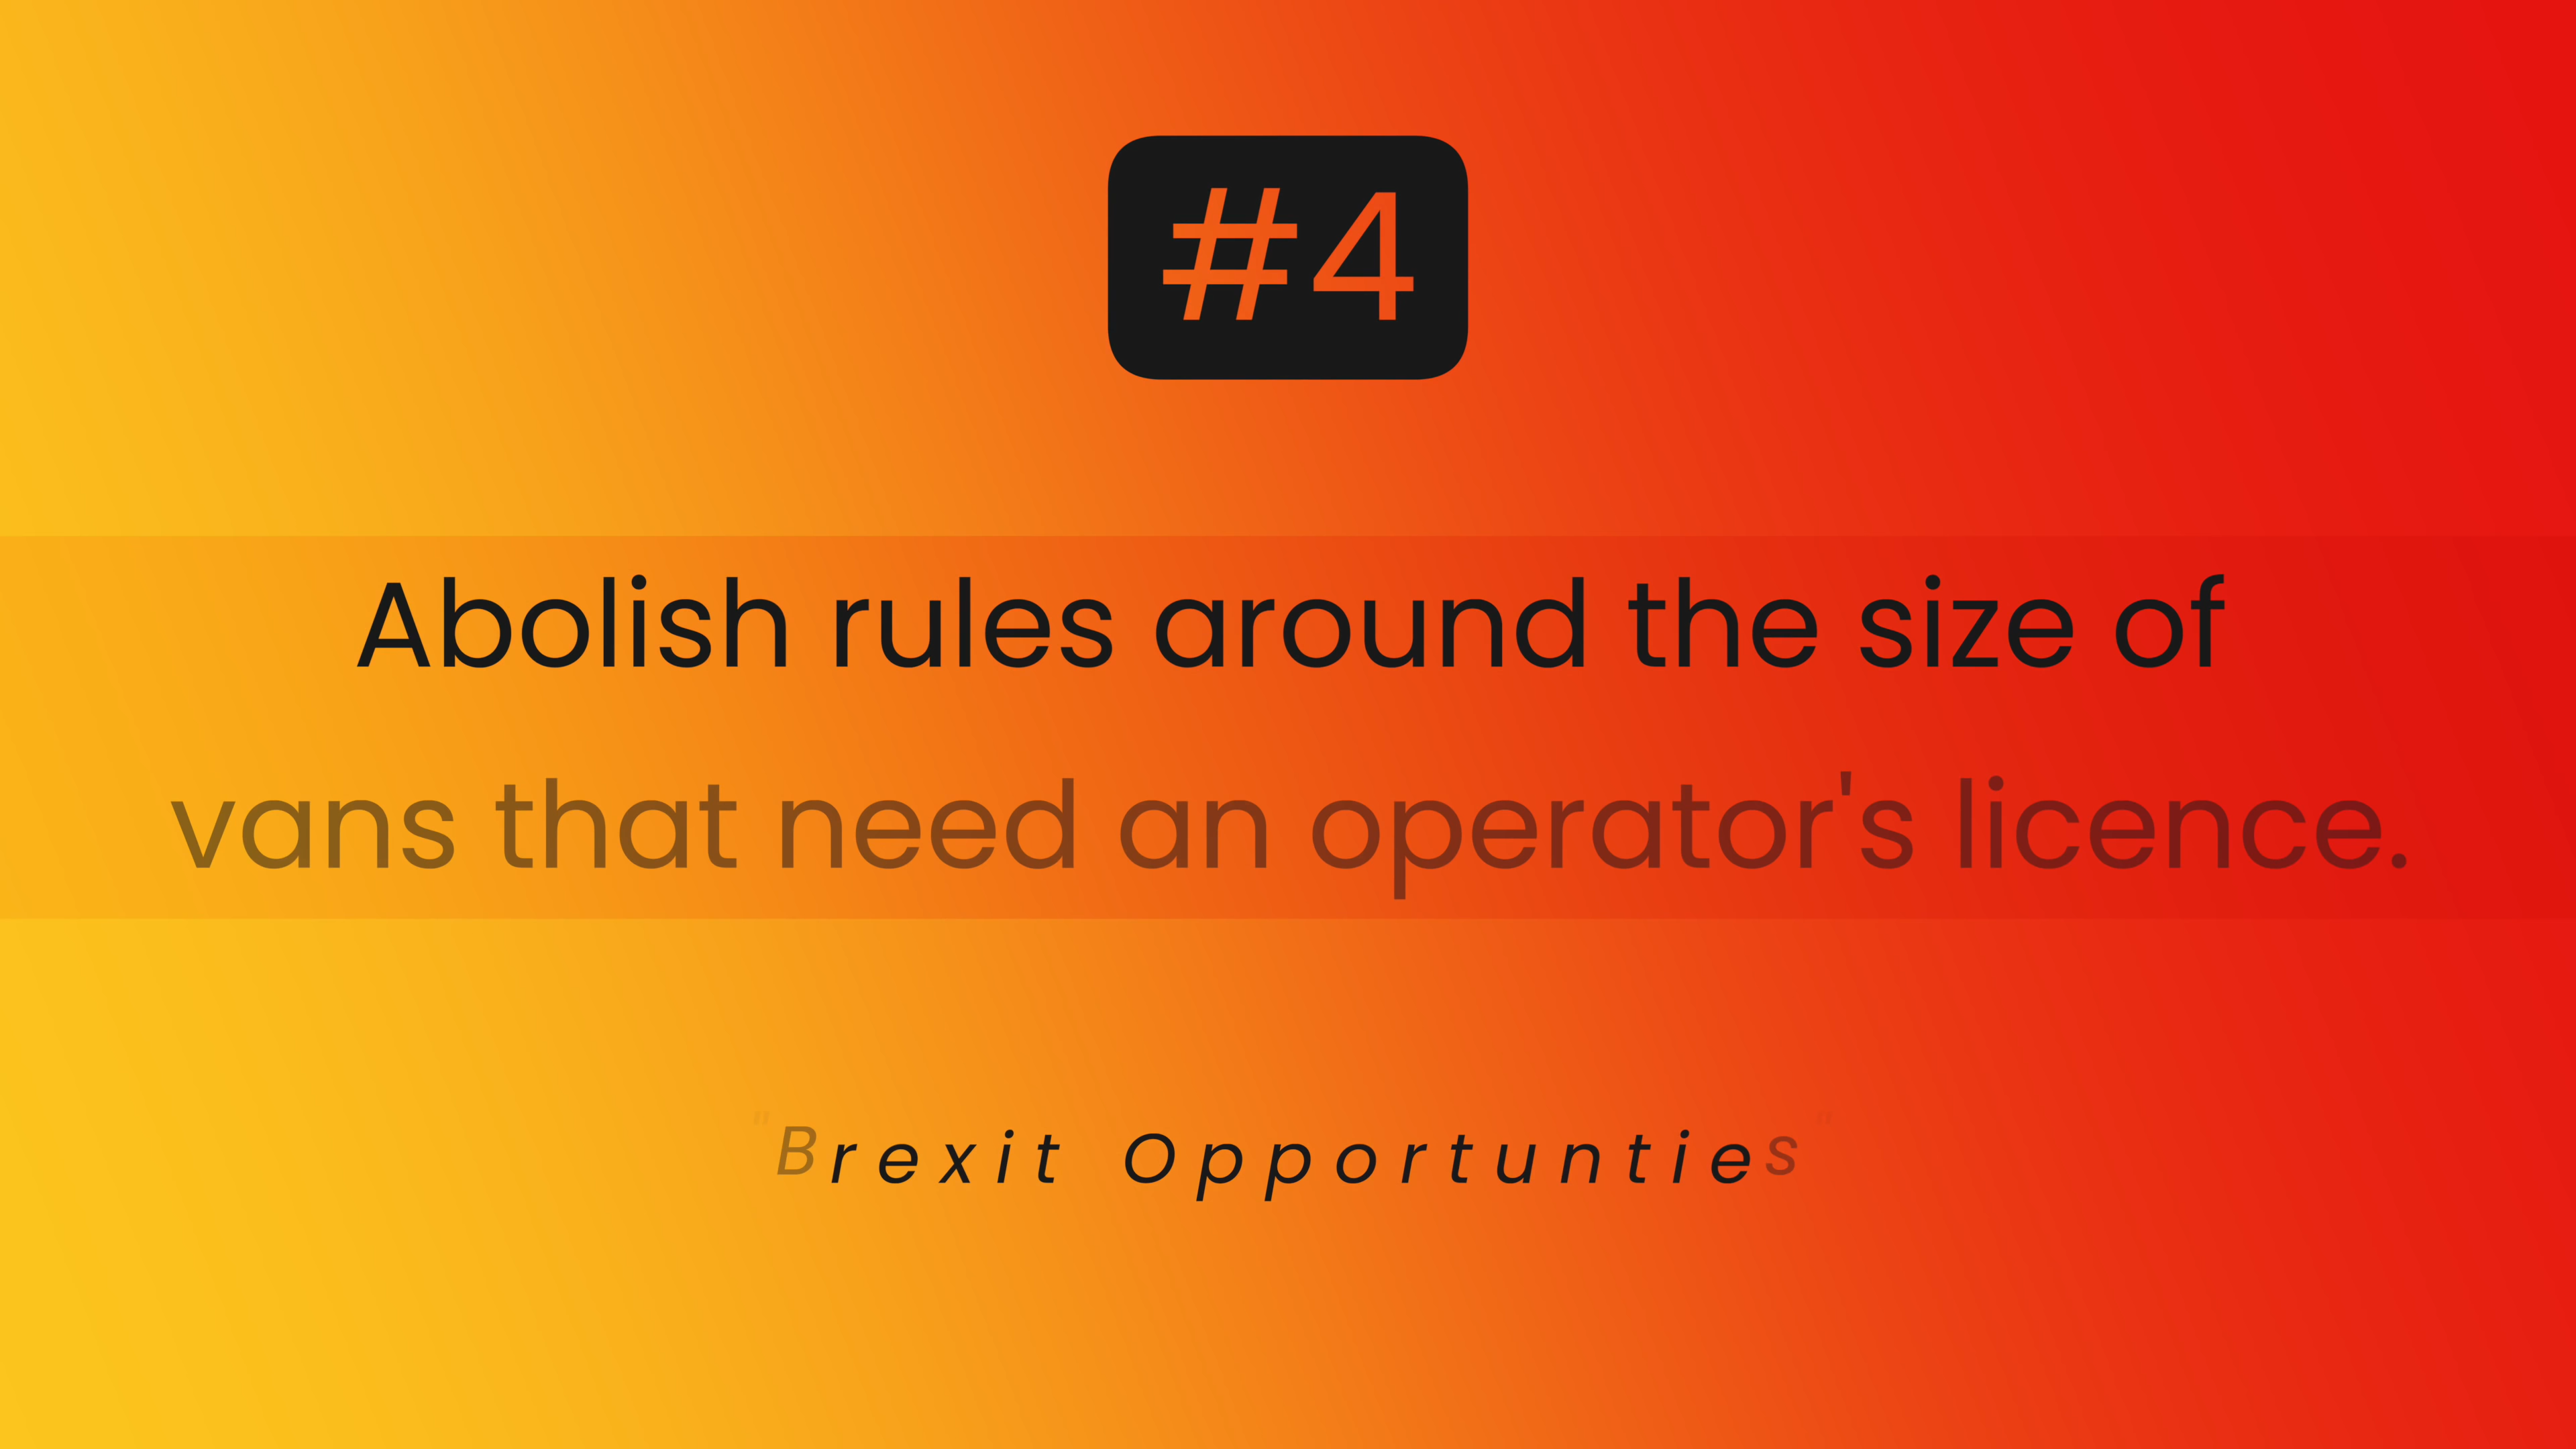 #4
Abolish rules around the size of
vans that need an operator's licence.
"Brexit Opportunties"